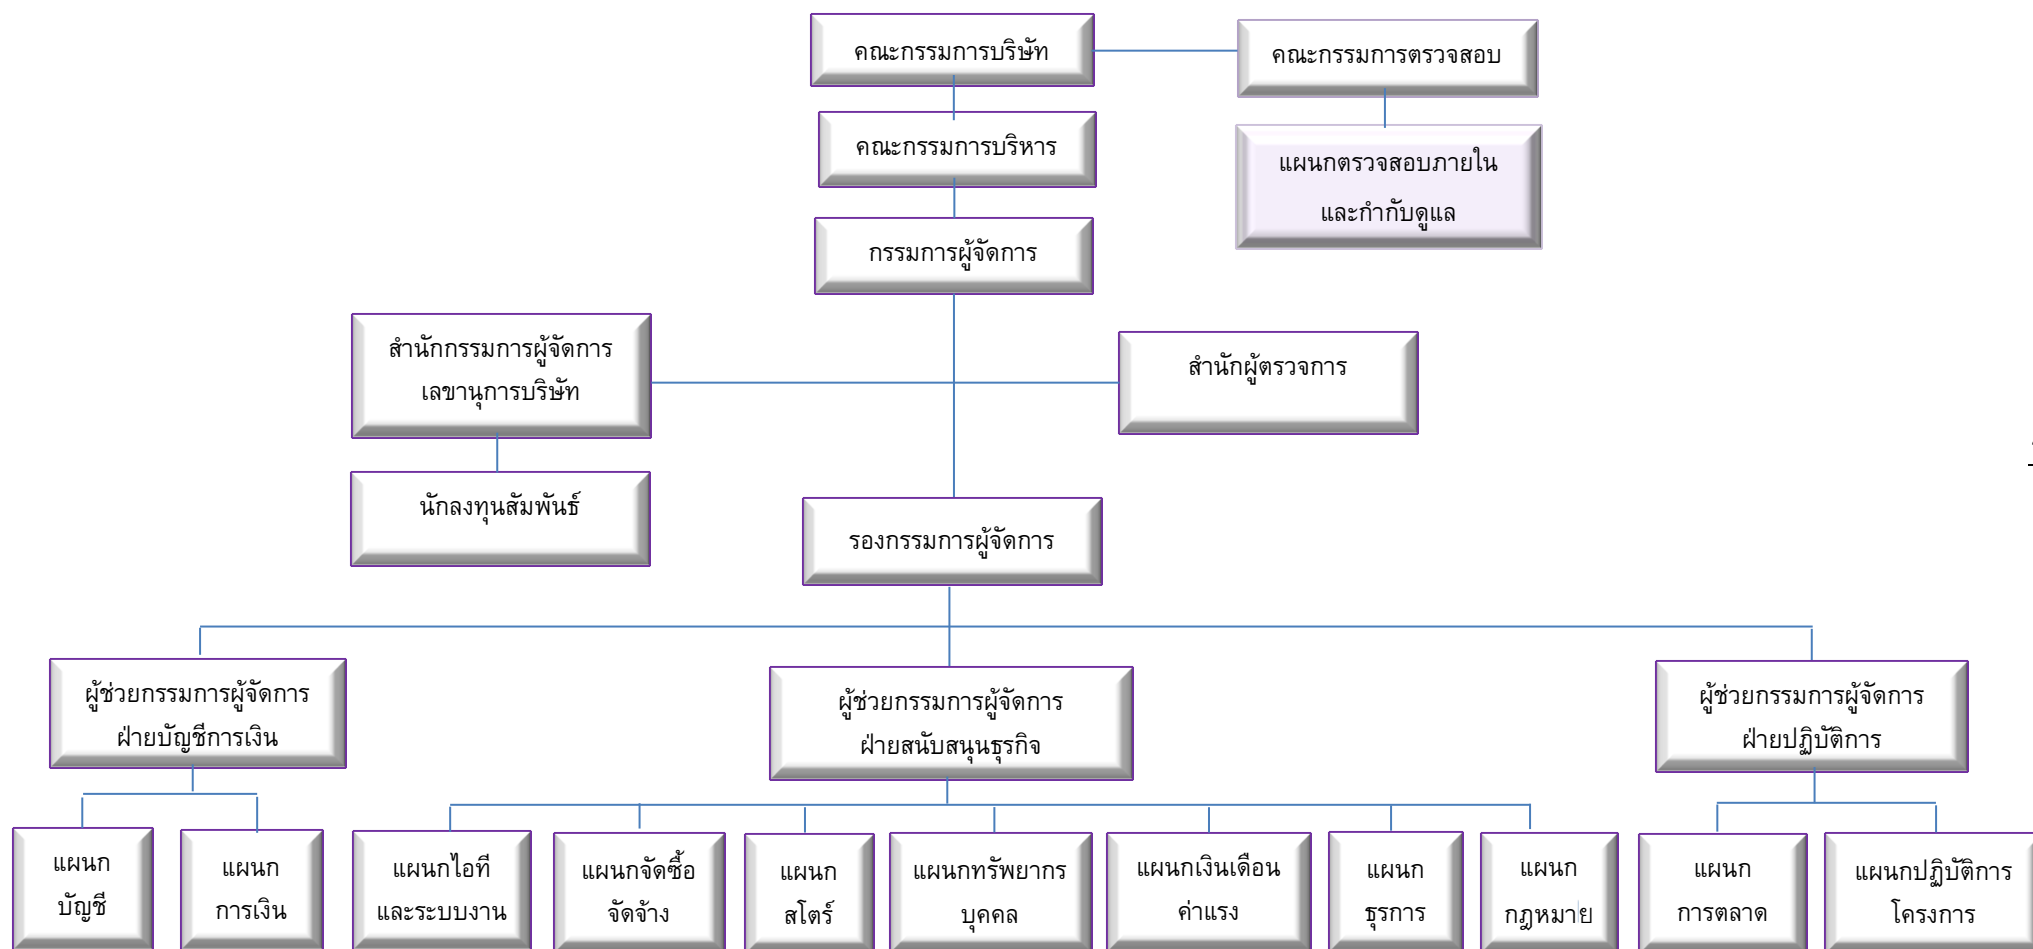 คณะกรรมการบริษัท
คณะกรรมการตรวจสอบ
คณะกรรมการบริหาร
แผนกตรวจสอบภายใน
และกำกับดูแล
กรรมการผู้จัดการ
สำนักกรรมการผู้จัดการ
เลขานุการบริษัท
สำนักผู้ตรวจการ
นักลงทุนสัมพันธ์
รองกรรมการผู้จัดการ
ผู้ช่วยกรรมการผู้จัดการ
ฝ่ายบัญชีการเงิน
ผู้ช่วยกรรมการผู้จัดการ
ฝ่ายสนับสนุนธุรกิจ
ผู้ช่วยกรรมการผู้จัดการ
ฝ่ายปฏิบัติการ
แผนก
บัญชี
แผนก
การเงิน
แผนกไอที
และระบบงาน
แผนกจัดซื้อ
จัดจ้าง
แผนก
สโตร์
แผนกทรัพยากร
บุคคล
แผนกเงินเดือน
ค่าแรง
แผนก
ธุรการ
แผนก
กฎหมาย
แผนก
การตลาด
แผนกปฏิบัติการ
โครงการ